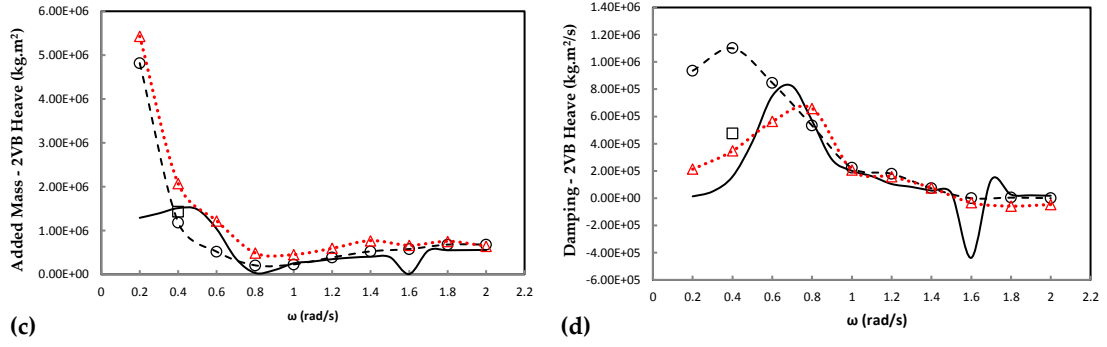 Added Mass - 2VB Heave (kg.m²)
6.00E+06
5.00E+06
4.00E+06
3.00E+06
2.00E+06
1.00E+06
0.00E+00
0 0.2 0.4 0.6 0.8 1 1.2 1.4 1.6 1.8 2 2.2
ω (rad/s)
(c)
Damping - 2VB Heave (kg.m²/s)
1.40E+06
1.20E+06
1.00E+06
8.00E+05
6.00E+05
4.00E+05
2.00E+05
0.00E+00
-2.00E+05
-4.00E+05
-6.00E+05
0 0.2 0.4 0.6 0.8 1 1.2 1.4 1.6 1.8 2 2.2
ω (rad/s)
(d)